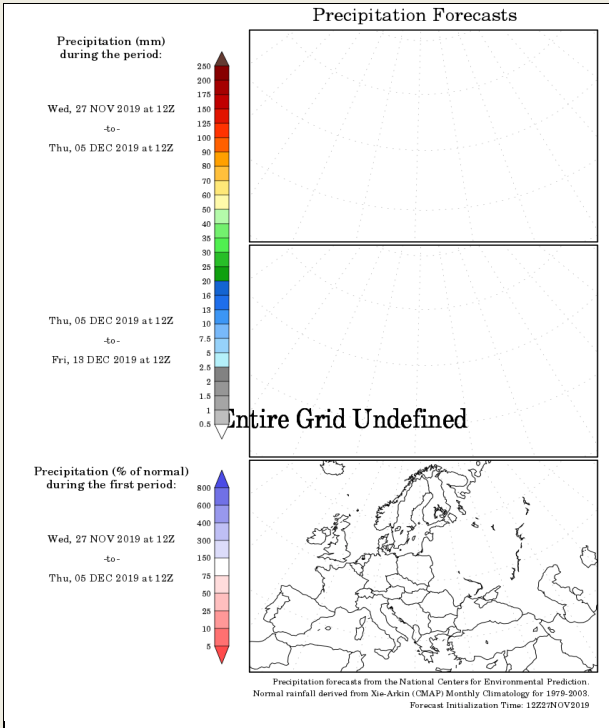 Precipitation Forecasts
Precipitation (mm)
during the period:
Wed, 27 NOV 2019 at 12Z
-to-
Thu, 05 DEC 2019 at 12Z
250
200
175
150
125
100
90
80
70
60
50
40
35
30
25
20
16
13
10
7.5
5
2.5
2
1.5
1
0.5
Thu, 05 DEC 2019 at 12Z
-to-
Fri, 13 DEC 2019 at 12Z
Entire Grid Undefined
Precipitation (% of normal)
during the first period:
Wed, 27 NOV 2019 at 12Z
-to-
Thu, 05 DEC 2019 at 12Z
800
600
400
300
150
75
50
25
10
5
Precipitation forecasts from the National Centers for Environmental Prediction.
Normal rainfall derived from Xie-Arkin (CMAP) Monthly Climatology for 1979-2003.
Forecast Initialization Time: 12Z27NOV2019